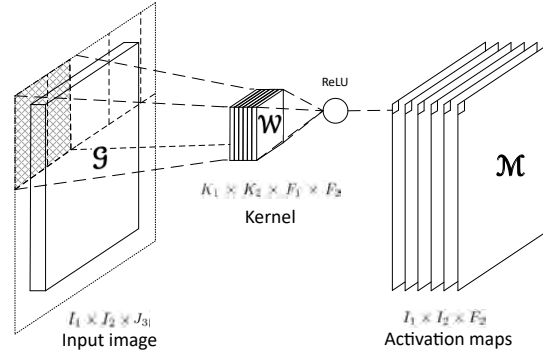 ReLU
𝒢
𝒲
ℳ
K₁ × K₂ × F₁ × F₂
Kernel
I₁ × I₂ × J₃
Input image
I₁ × I₂ × F₂
Activation maps